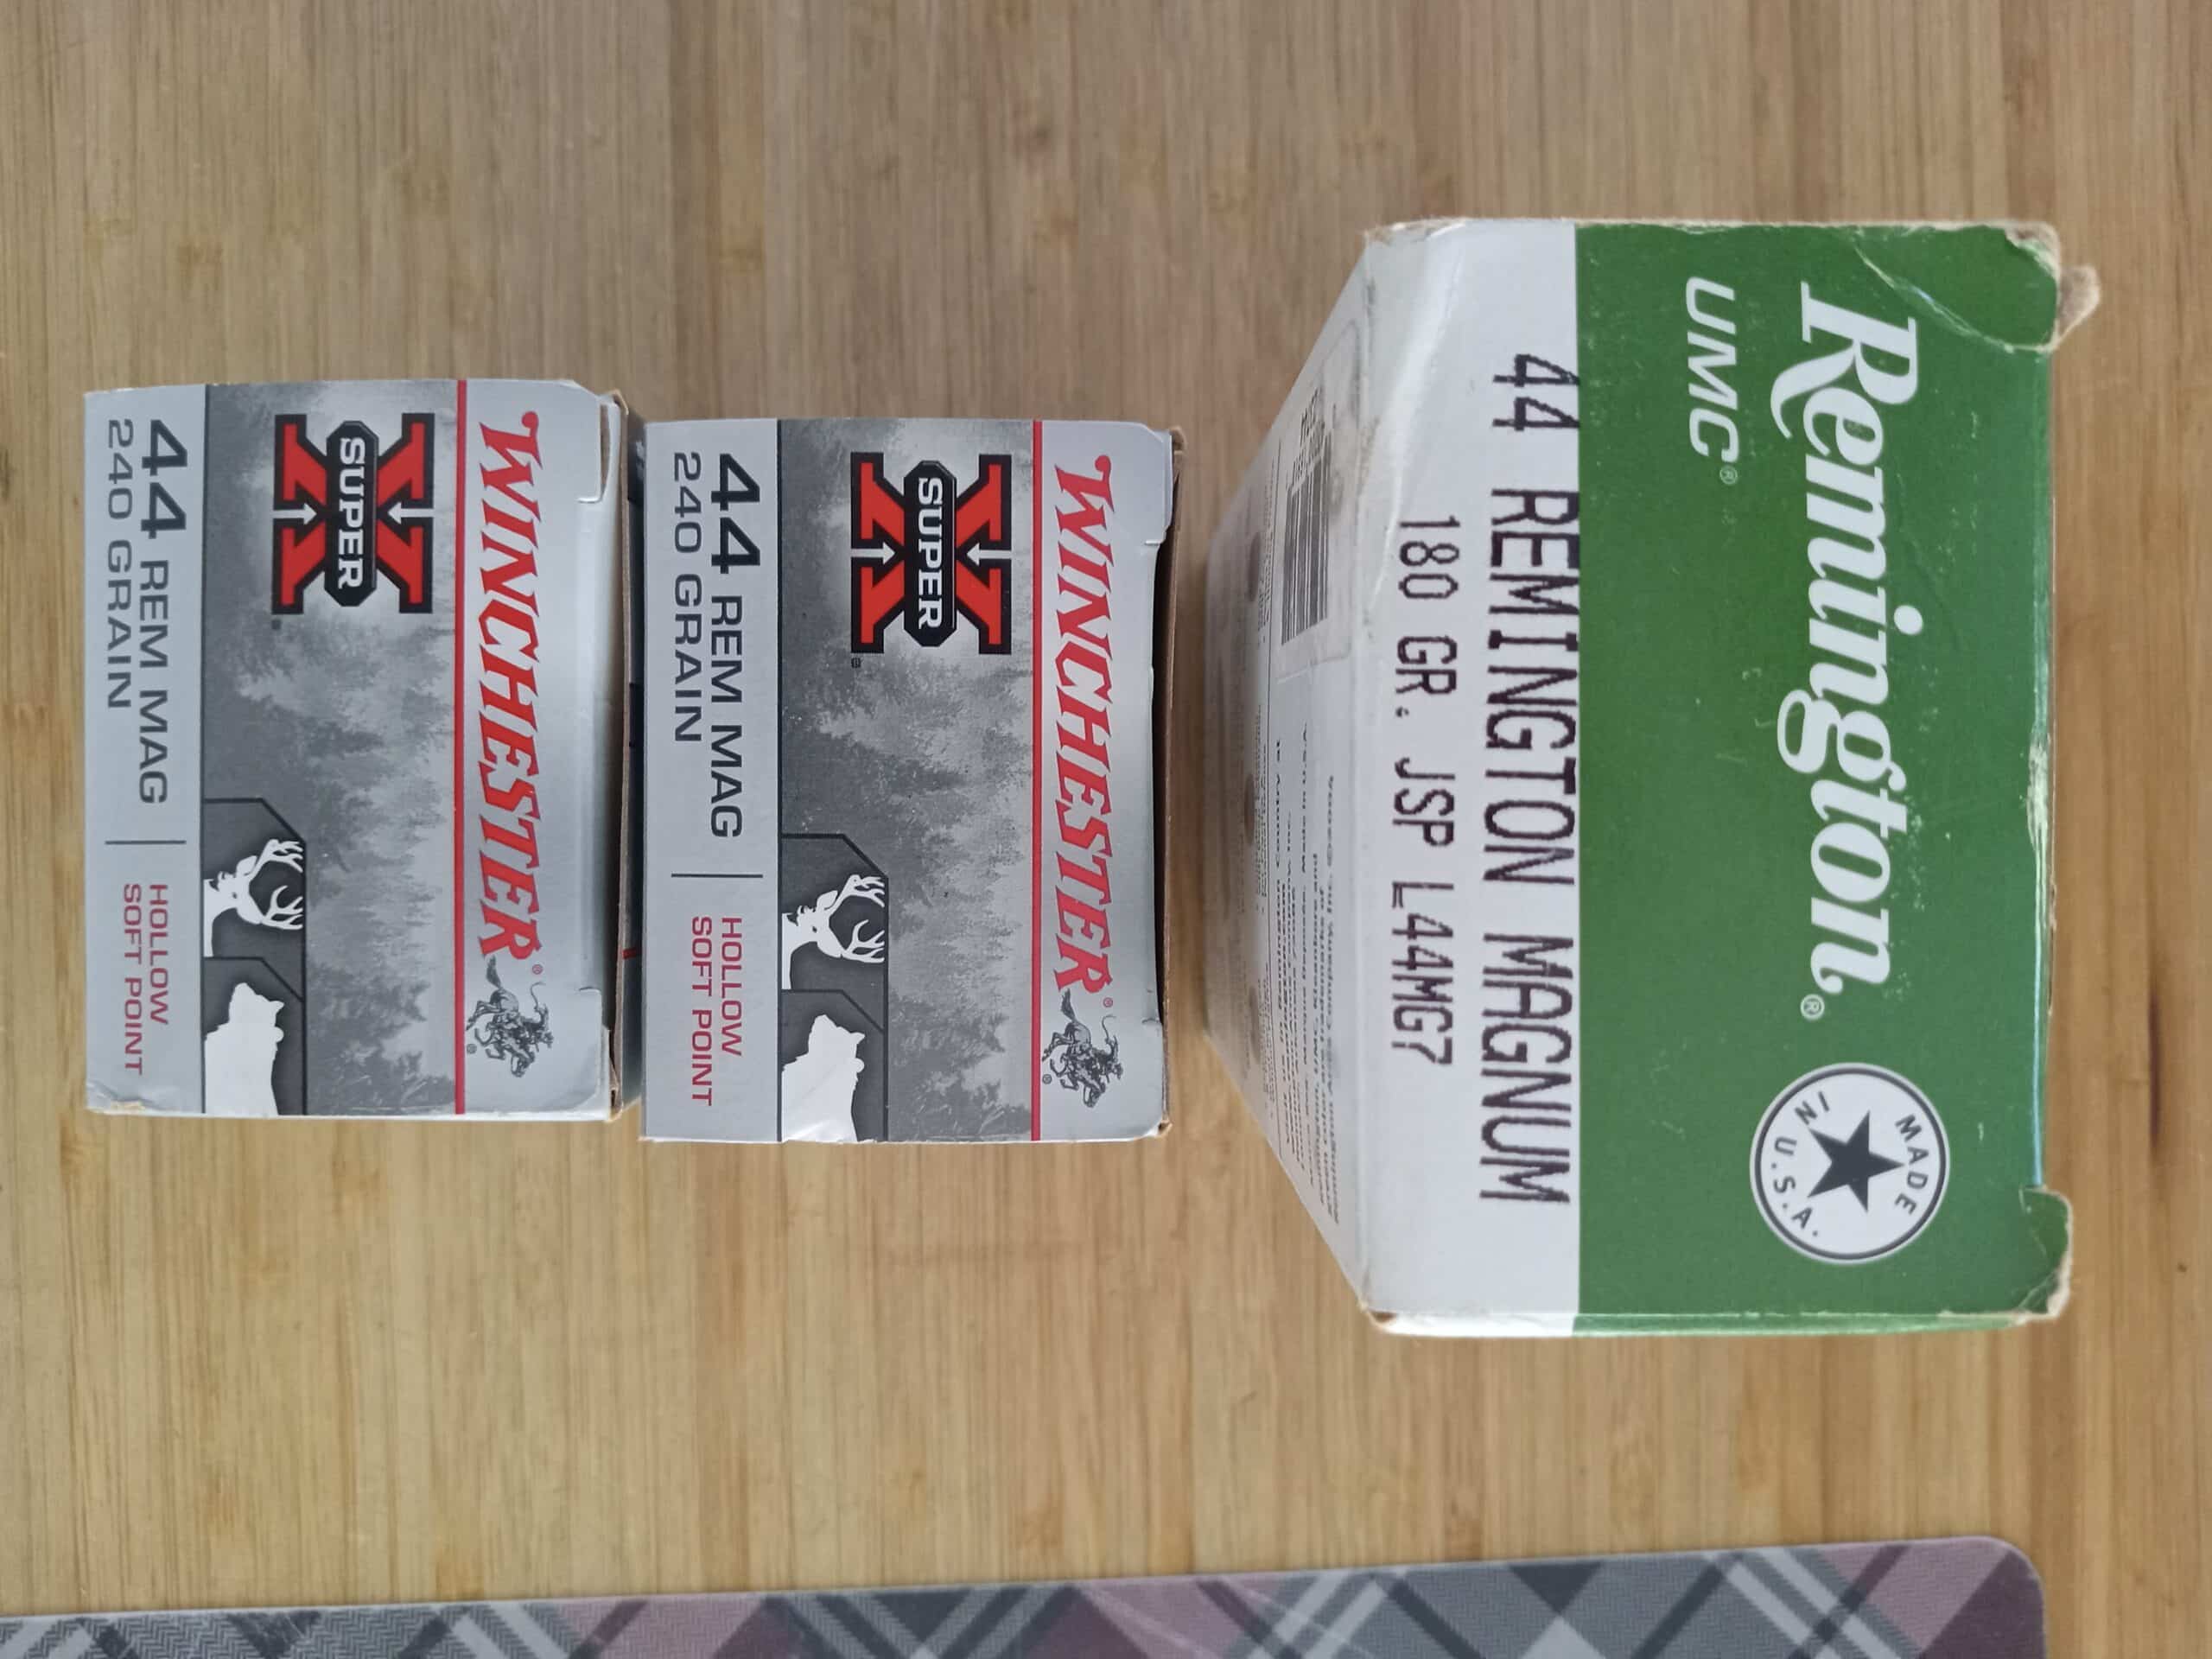 WINCHESTER®
SUPER X®
44 REM MAG
240 GRAIN
HOLLOW
SOFT POINT
WINCHESTER®
SUPER X®
44 REM MAG
240 GRAIN
HOLLOW
SOFT POINT
Remington®
UMC®
MADE IN U.S.A.
44 REMINGTON MAGNUM
180 GR. JSP L44MG7